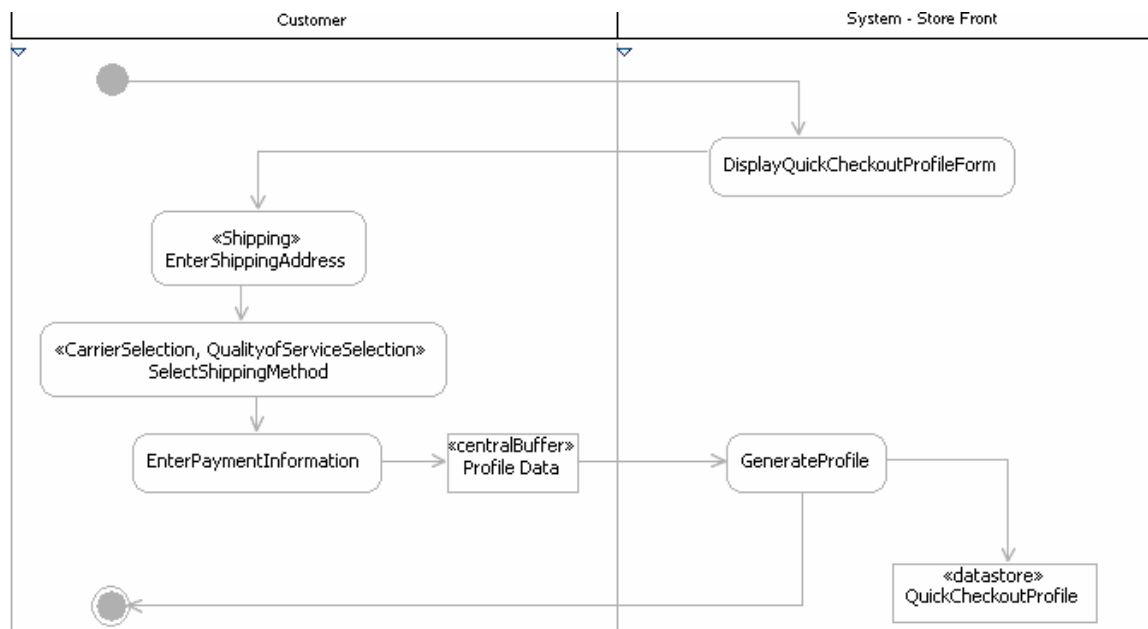 Customer
System - Store Front
DisplayQuickCheckoutProfileForm
«Shipping»
EnterShippingAddress
«CarrierSelection, QualityofServiceSelection»
SelectShippingMethod
EnterPaymentInformation
«centralBuffer»
Profile Data
GenerateProfile
«datastore»
QuickCheckoutProfile